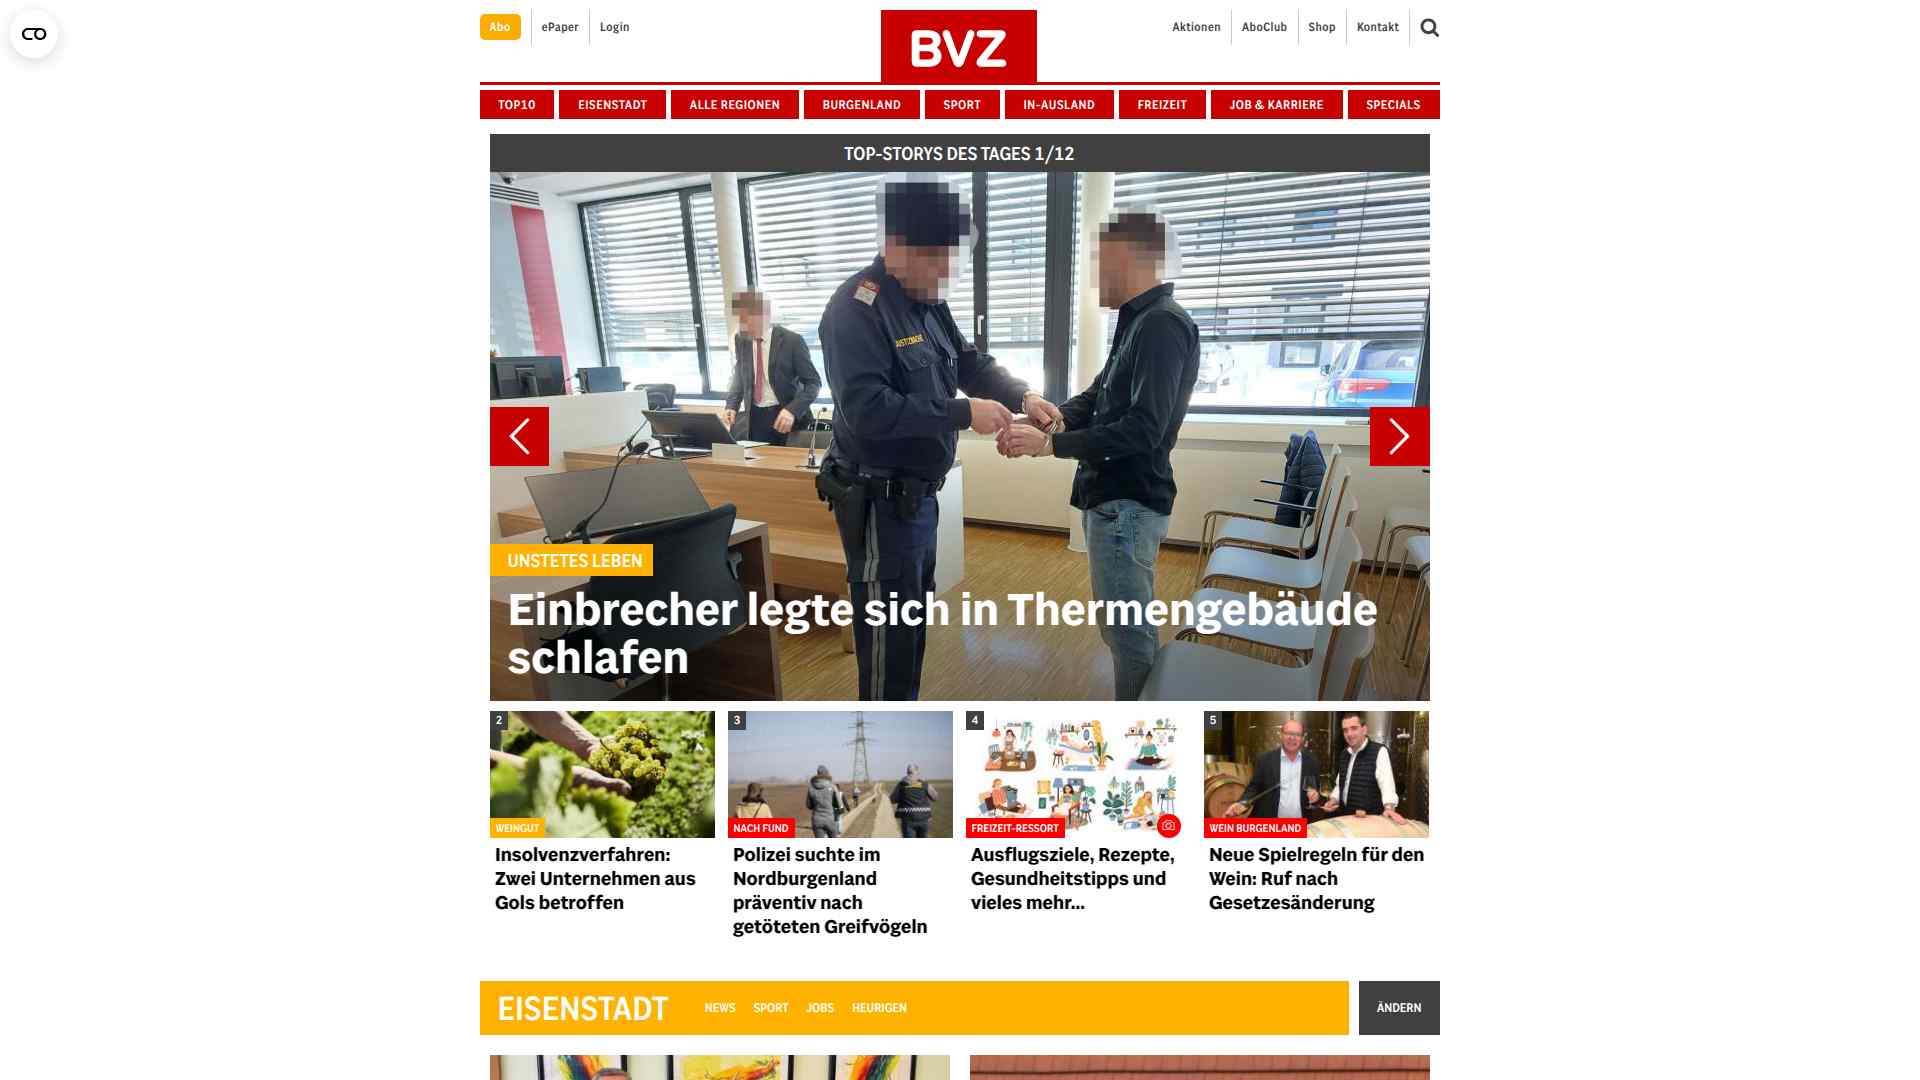 Abo
ePaper
Login
BVZ
Aktionen
AboClub
Shop
Kontakt
TOP10
EISENSTADT
ALLE REGIONEN
BURGENLAND
SPORT
IN-AUSLAND
FREIZEIT
JOB & KARRIERE
SPECIALS
TOP-STORYS DES TAGES 1/12
UNSTETES LEBEN
Einbrecher legte sich in Thermengebäude
schlafen
2
WEINGUT
Insolvenzverfahren:
Zwei Unternehmen aus
Gols betroffen
3
NACH FUND
Polizei suchte im
Nordburgenland
präventiv nach
getöteten Greifvögeln
4
FREIZEIT-RESSORT
Ausflugsziele, Rezepte,
Gesundheitstipps und
vieles mehr...
5
WEIN BURGENLAND
Neue Spielregeln für den
Wein: Ruf nach
Gesetzesänderung
EISENSTADT
NEWS
SPORT
JOBS
HEURIGEN
ÄNDERN